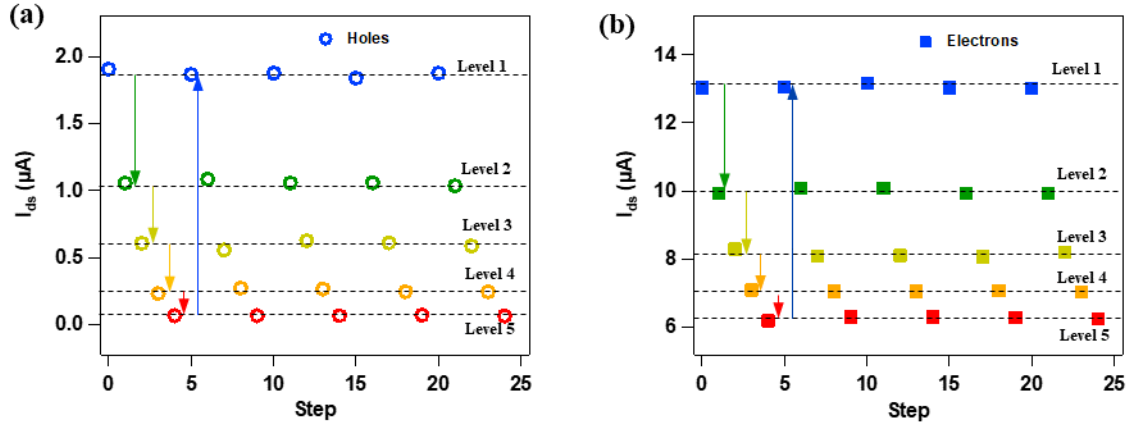 (a)
Holes
2.0
1.5
1.0
0.5
0.0
Ids (µA)
Level 1
Level 2
Level 3
Level 4
Level 5
0 5 10 15 20 25
Step
(b)
Electrons
14
12
10
8
6
Ids (µA)
Level 1
Level 2
Level 3
Level 4
Level 5
0 5 10 15 20 25
Step